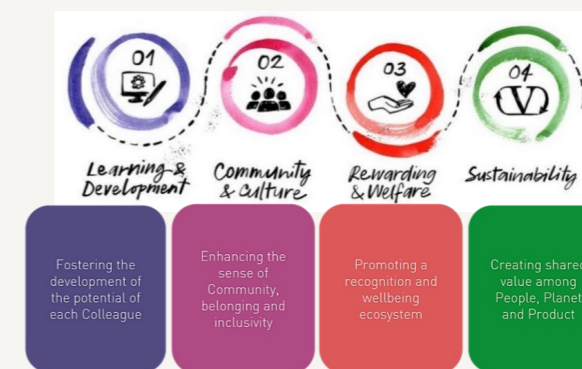 01
02
03
04
Learning &
Development
Community
& Culture
Rewarding
& Welfare
Sustainability
Fostering the
development of
the potential of
each Colleague
Enhancing the
sense of
Community,
belonging and
inclusivity
Promoting a
recognition and
wellbeing
ecosystem
Creating shared
value among
People, Planet
and Product